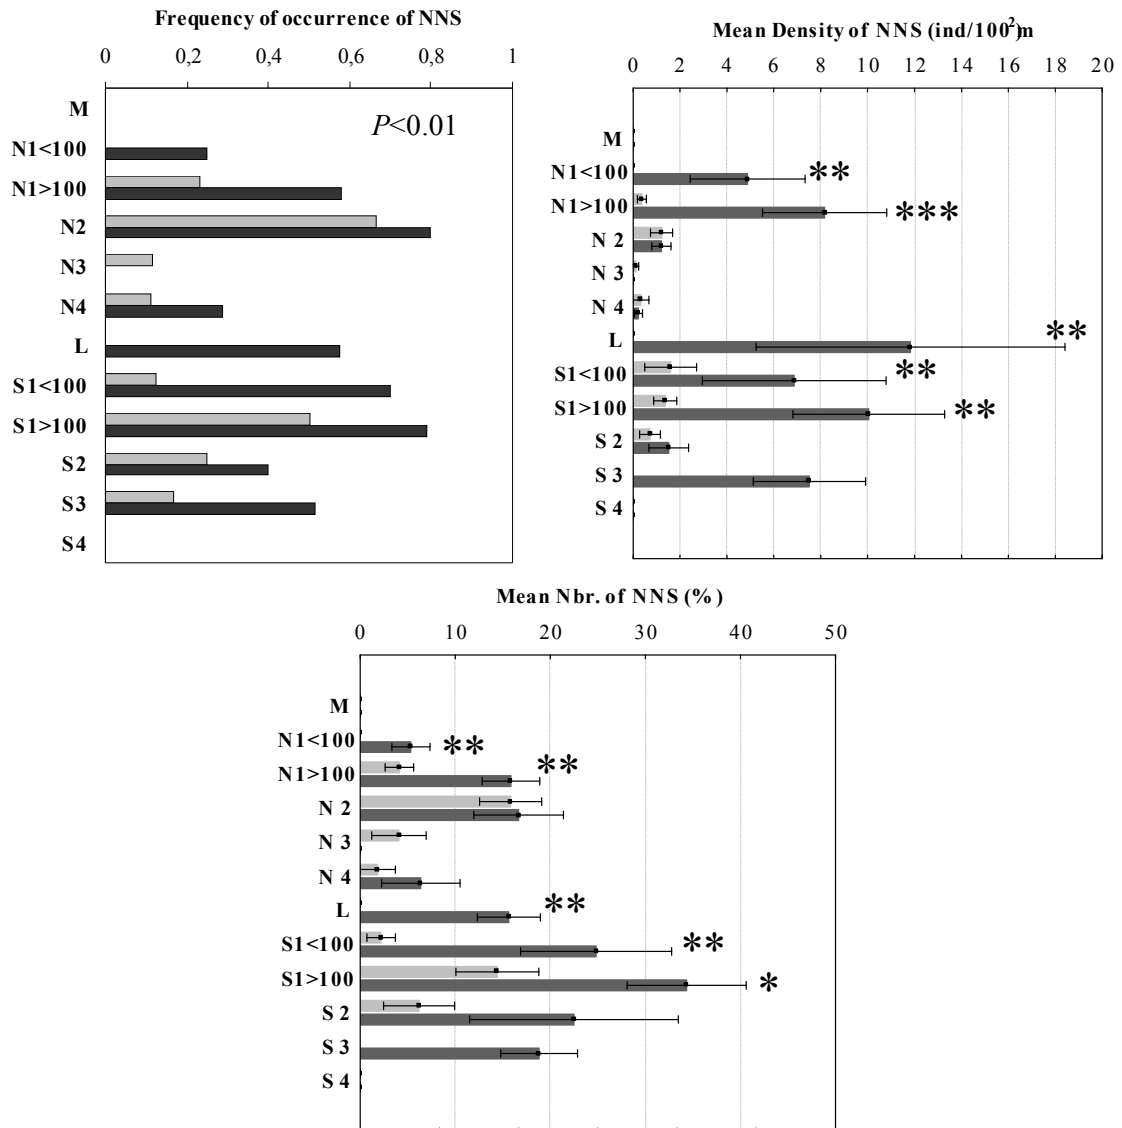 Frequency of occurrence of NNS
0 0,2 0,4 0,6 0,8 1
M
P<0.01
N1<100
N1>100
N2
N3
N4
L
S1<100
S1>100
S2
S3
S4
Mean Density of NNS (ind/100²)m
0 2 4 6 8 10 12 14 16 18 20
M
N1<100 **
N1>100 ***
N 2
N 3
N 4
L **
S1<100 **
S1>100 **
S 2
S 3
S 4
Mean Nbr. of NNS (%)
0 10 20 30 40 50
M
N1<100 **
N1>100 **
N 2
N 3
N 4
L **
S1<100 **
S1>100 *
S 2
S 3
S 4